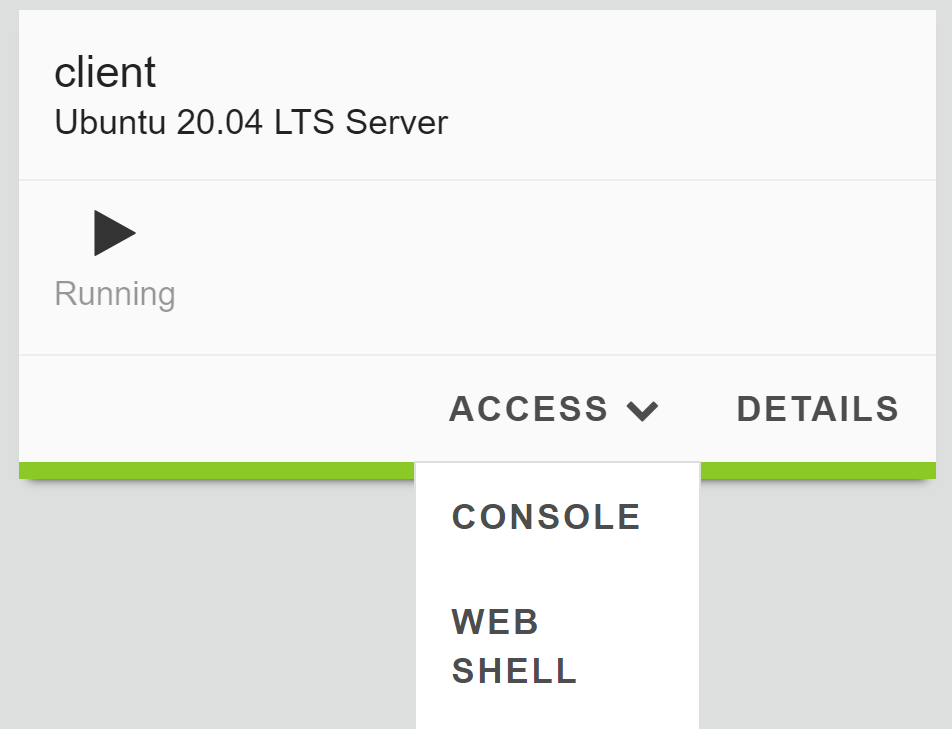 client
Ubuntu 20.04 LTS Server
Running
ACCESS DETAILS
CONSOLE
WEB
SHELL